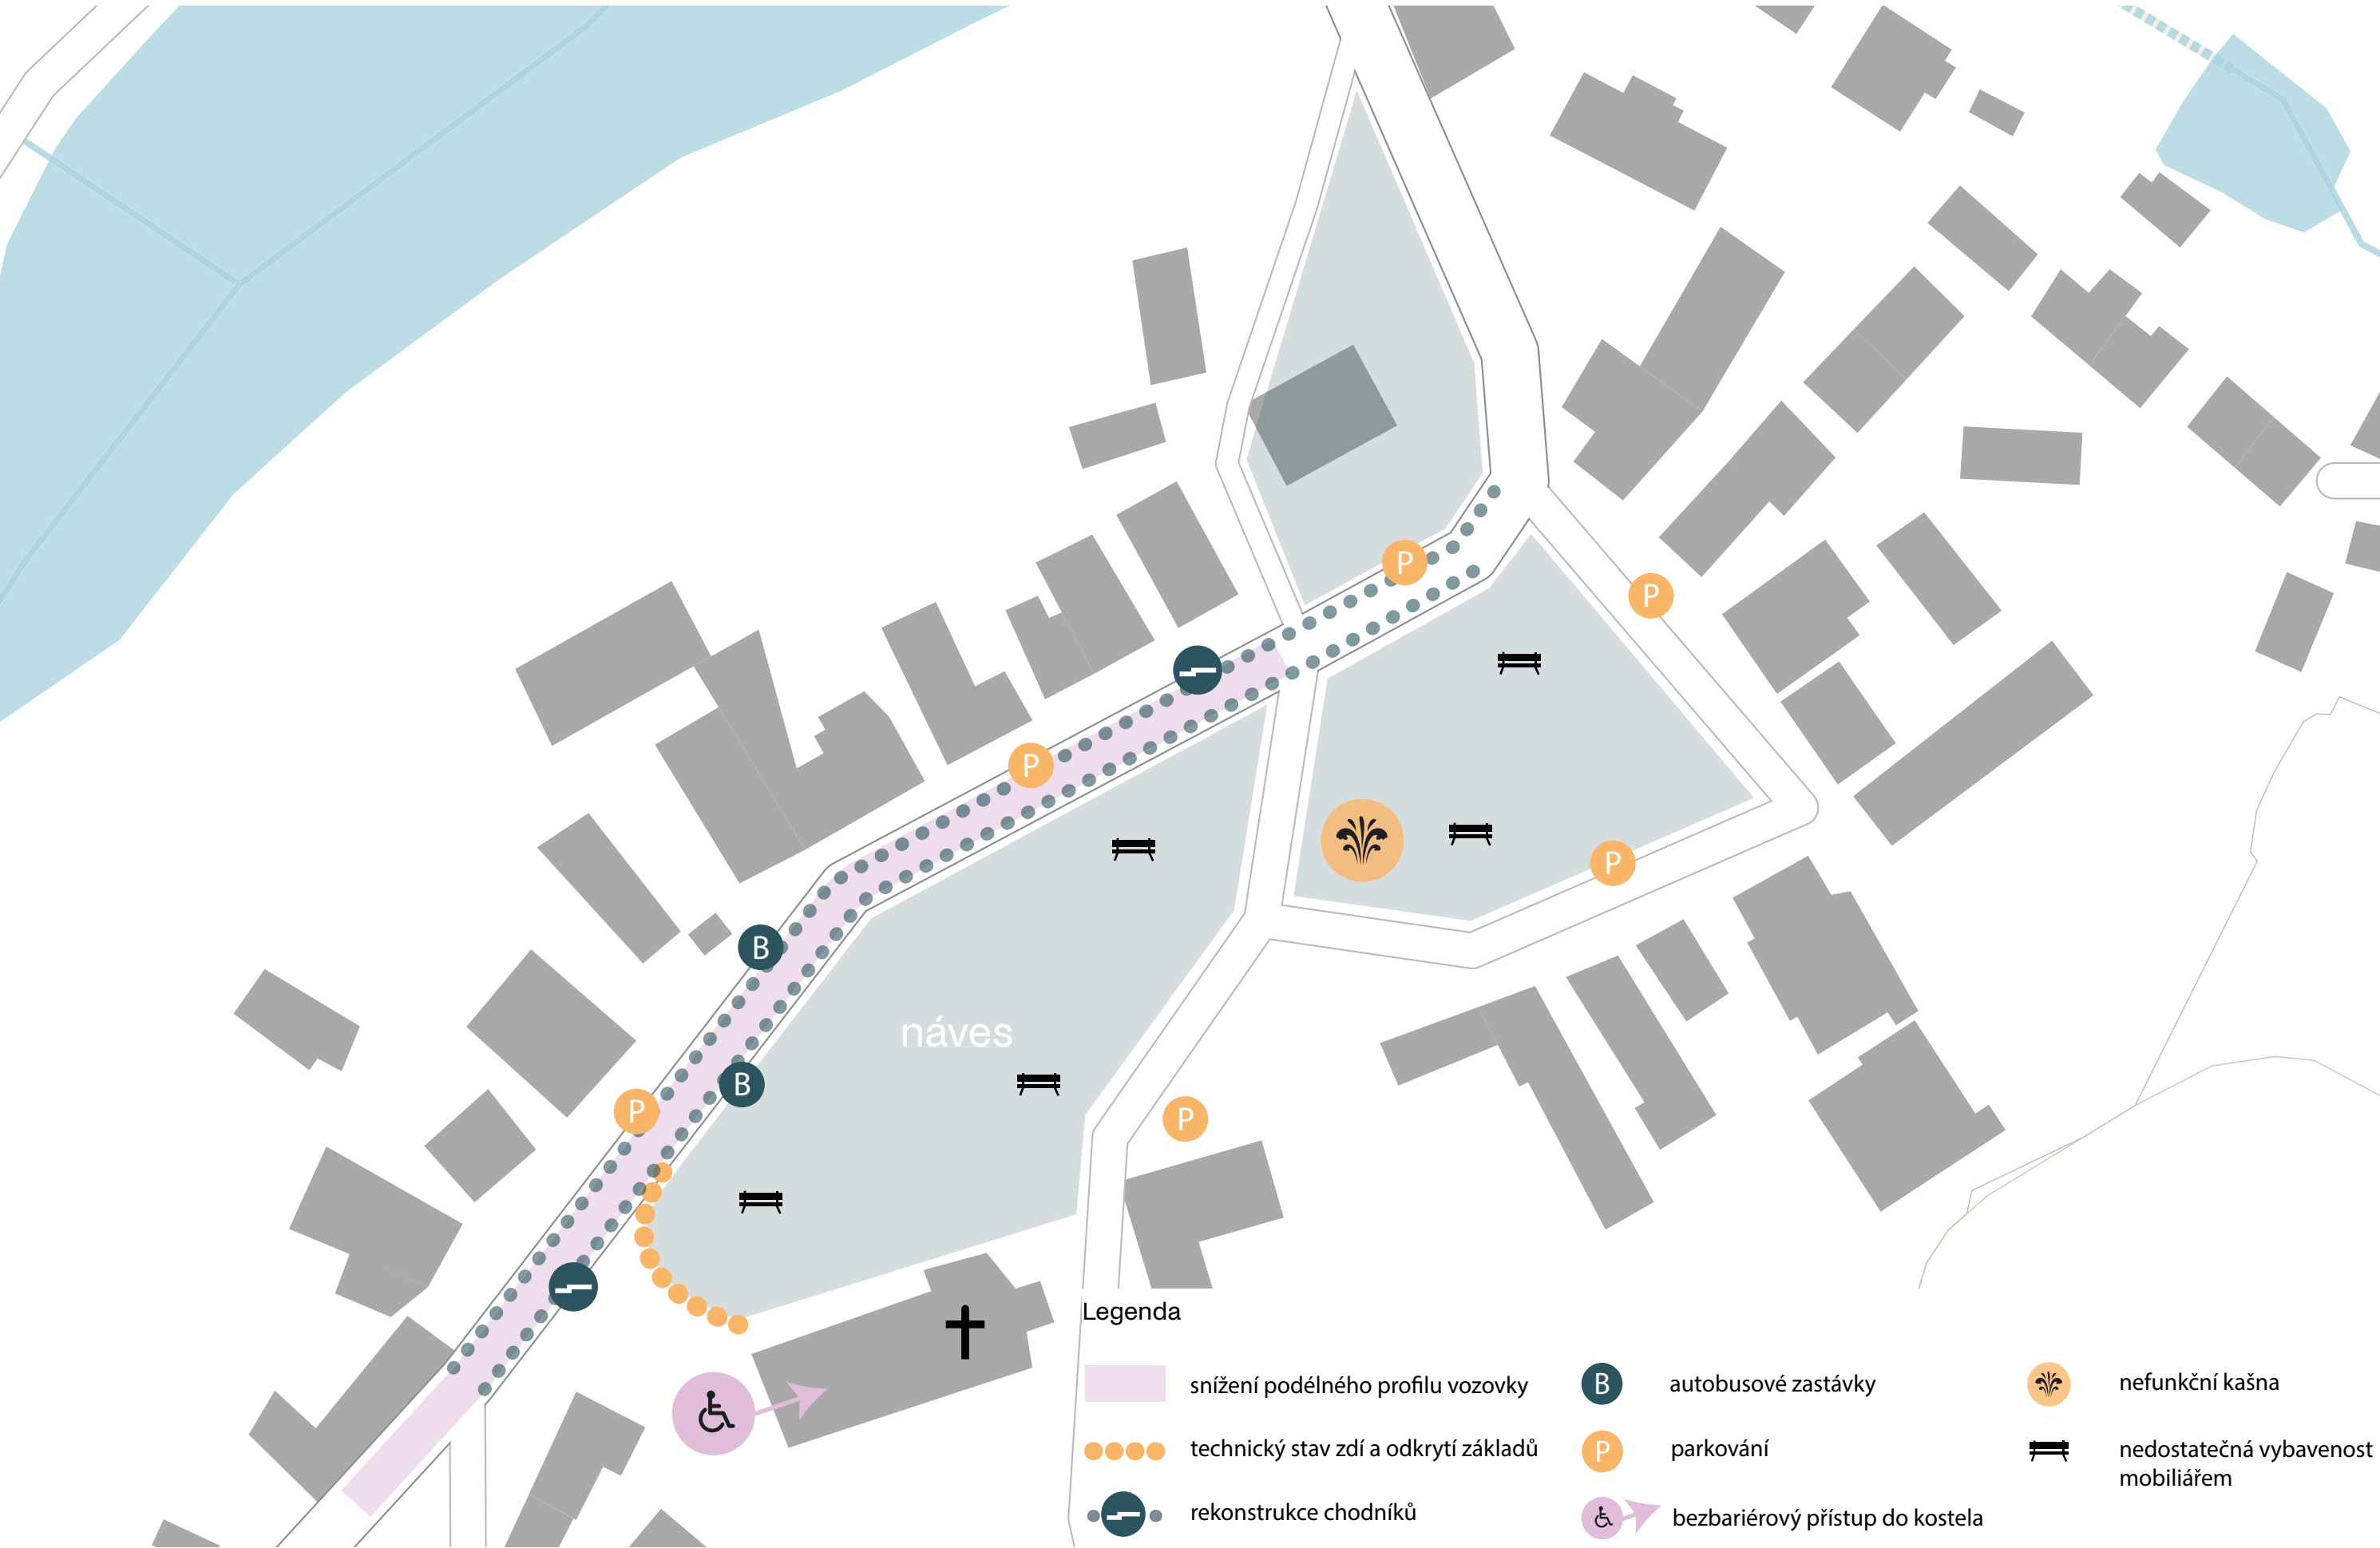 P
P
P
P
B
náves
B
P
P
Legenda
snížení podélného profilu vozovky
technický stav zdí a odkrytí základů
rekonstrukce chodníků
B autobusové zastávky
P parkování
bezbariérový přístup do kostela
nefunkční kašna
nedostatečná vybavenost
mobiliářem